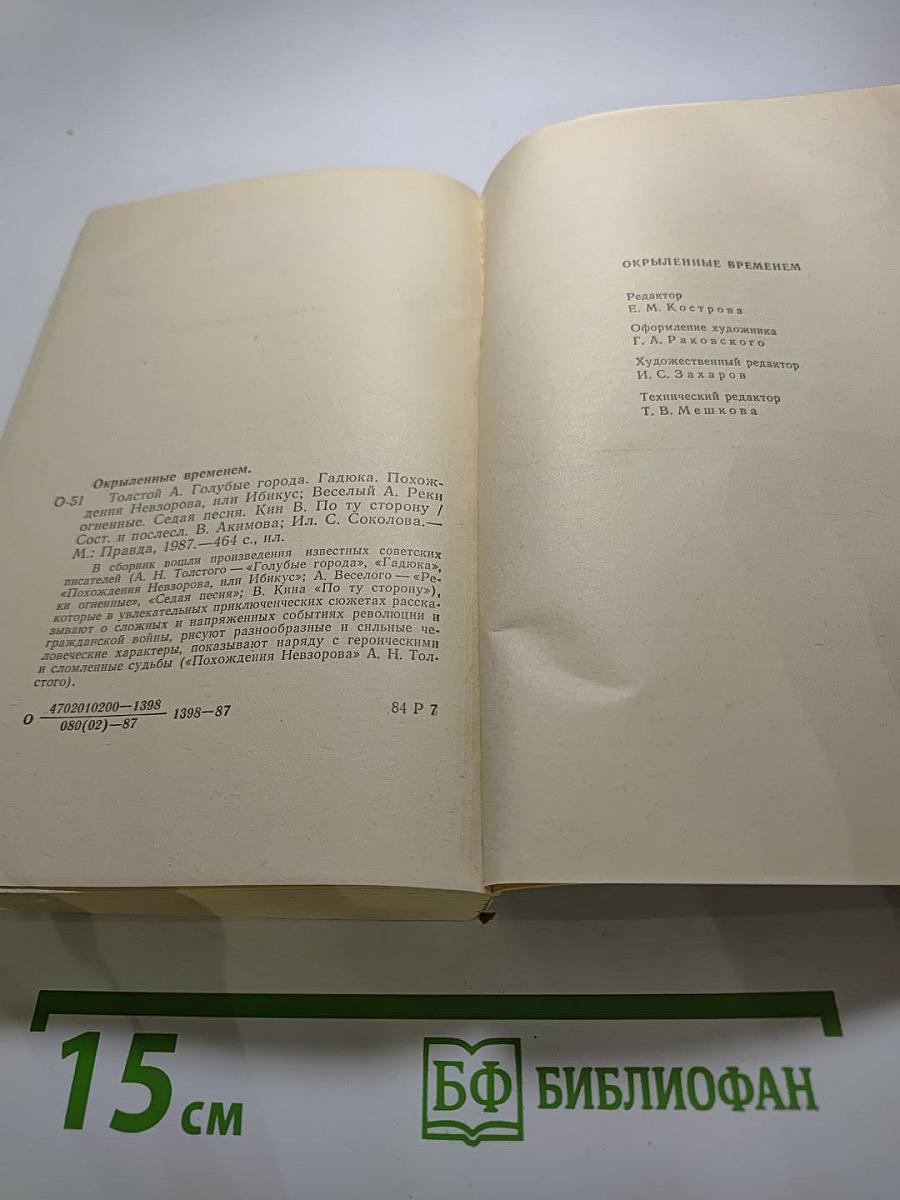 Окрыленные временем.
О-51 Толстой А. Голубые города. Гадюка. Похож-
дения Невзорова, или Ибикус; Веселый А. Реки
огненные. Седая песня. Кин В. По ту сторону /
Сост. и послесл. В. Акимова; Ил. С. Соколова.—
М.: Правда, 1987.—464 с., ил.
В сборник вошли произведения известных советских
писателей (А. Н. Толстого — «Голубые города», «Гадюка»,
«Похождения Невзорова, или Ибикус»; А. Веселого — «Ре-
ки огненные», «Седая песня»; В. Кина «По ту сторону»),
которые в увлекательных приключенческих сюжетах расска-
зывают о сложных и напряженных событиях революции и
гражданской войны, рисуют разнообразные и сильные че-
ловеческие характеры, показывают наряду с героическими
и сломленные судьбы («Похождения Невзорова» А. Н. Тол-
стого).
О 4702010200—1398
080(02)—87
1398—87
84 Р 7
ОКРЫЛЕННЫЕ ВРЕМЕНЕМ
Редактор
Е. М. Кострова
Оформление художника
Г. А. Раковского
Художественный редактор
И. С. Захаров
Технический редактор
Т. В. Мешкова
15 см
БФ БИБЛИОФАН